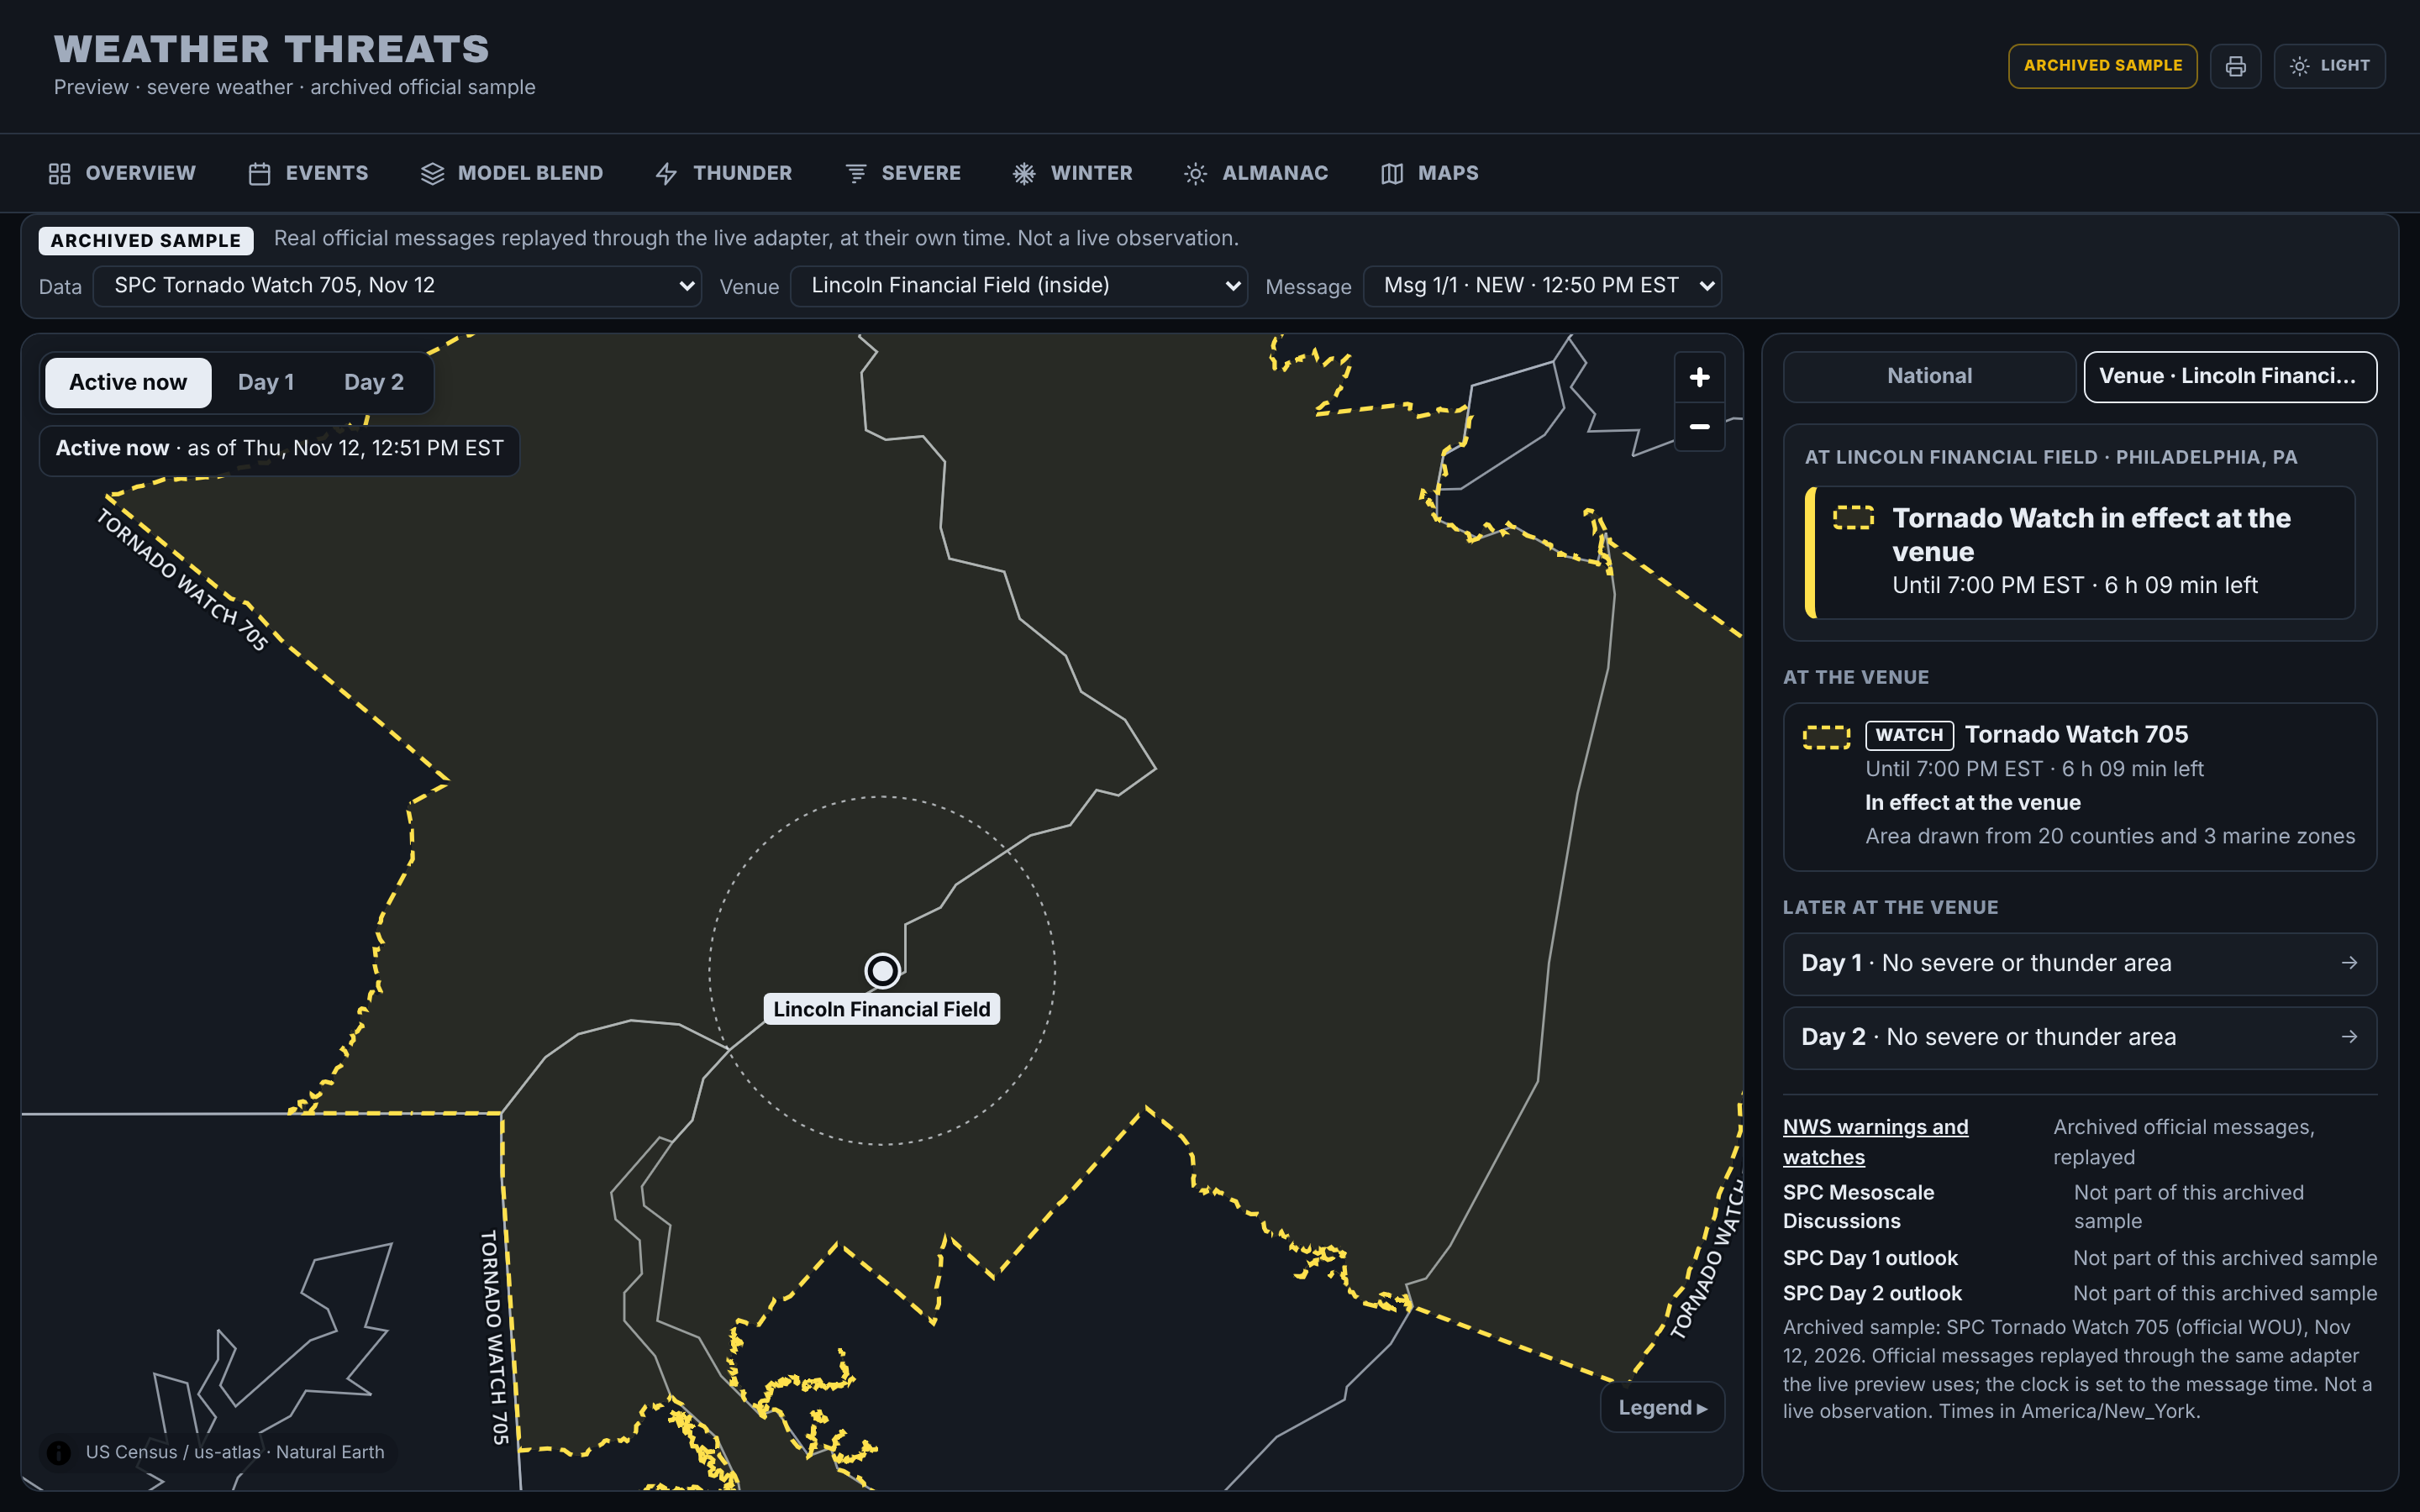 WEATHER THREATS
Preview · severe weather · archived official sample
ARCHIVED SAMPLE
LIGHT
OVERVIEW
EVENTS
MODEL BLEND
THUNDER
SEVERE
WINTER
ALMANAC
MAPS
ARCHIVED SAMPLE Real official messages replayed through the live adapter, at their own time. Not a live observation.
Data SPC Tornado Watch 705, Nov 12 Venue Lincoln Financial Field (inside) Message Msg 1/1 · NEW · 12:50 PM EST
Active now Day 1 Day 2
Active now · as of Thu, Nov 12, 12:51 PM EST
TORNADO WATCH 705
Lincoln Financial Field
TORNADO WATCH 705
TORNADO WATCH
Legend ▸
US Census / us-atlas · Natural Earth
National
Venue · Lincoln Financi...
AT LINCOLN FINANCIAL FIELD · PHILADELPHIA, PA
Tornado Watch in effect at the
venue
Until 7:00 PM EST · 6 h 09 min left
AT THE VENUE
WATCH Tornado Watch 705
Until 7:00 PM EST · 6 h 09 min left
In effect at the venue
Area drawn from 20 counties and 3 marine zones
LATER AT THE VENUE
Day 1 · No severe or thunder area →
Day 2 · No severe or thunder area →
NWS warnings and
watches
Archived official messages,
replayed
SPC Mesoscale
Discussions
Not part of this archived
sample
SPC Day 1 outlook Not part of this archived sample
SPC Day 2 outlook Not part of this archived sample
Archived sample: SPC Tornado Watch 705 (official WOU), Nov
12, 2026. Official messages replayed through the same adapter
the live preview uses; the clock is set to the message time. Not a
live observation. Times in America/New_York.